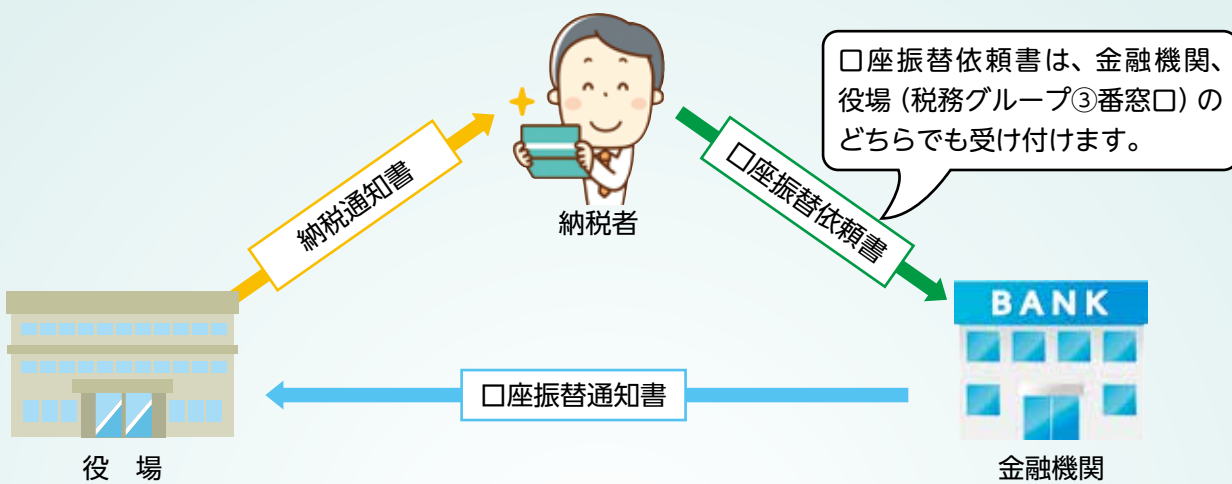 口座振替依頼書は、金融機関、
役場（税務グループ③番窓口）の
どちらでも受け付けます。
納税通知書
納税者
口座振替依頼書
BANK
口座振替通知書
役　場
金融機関